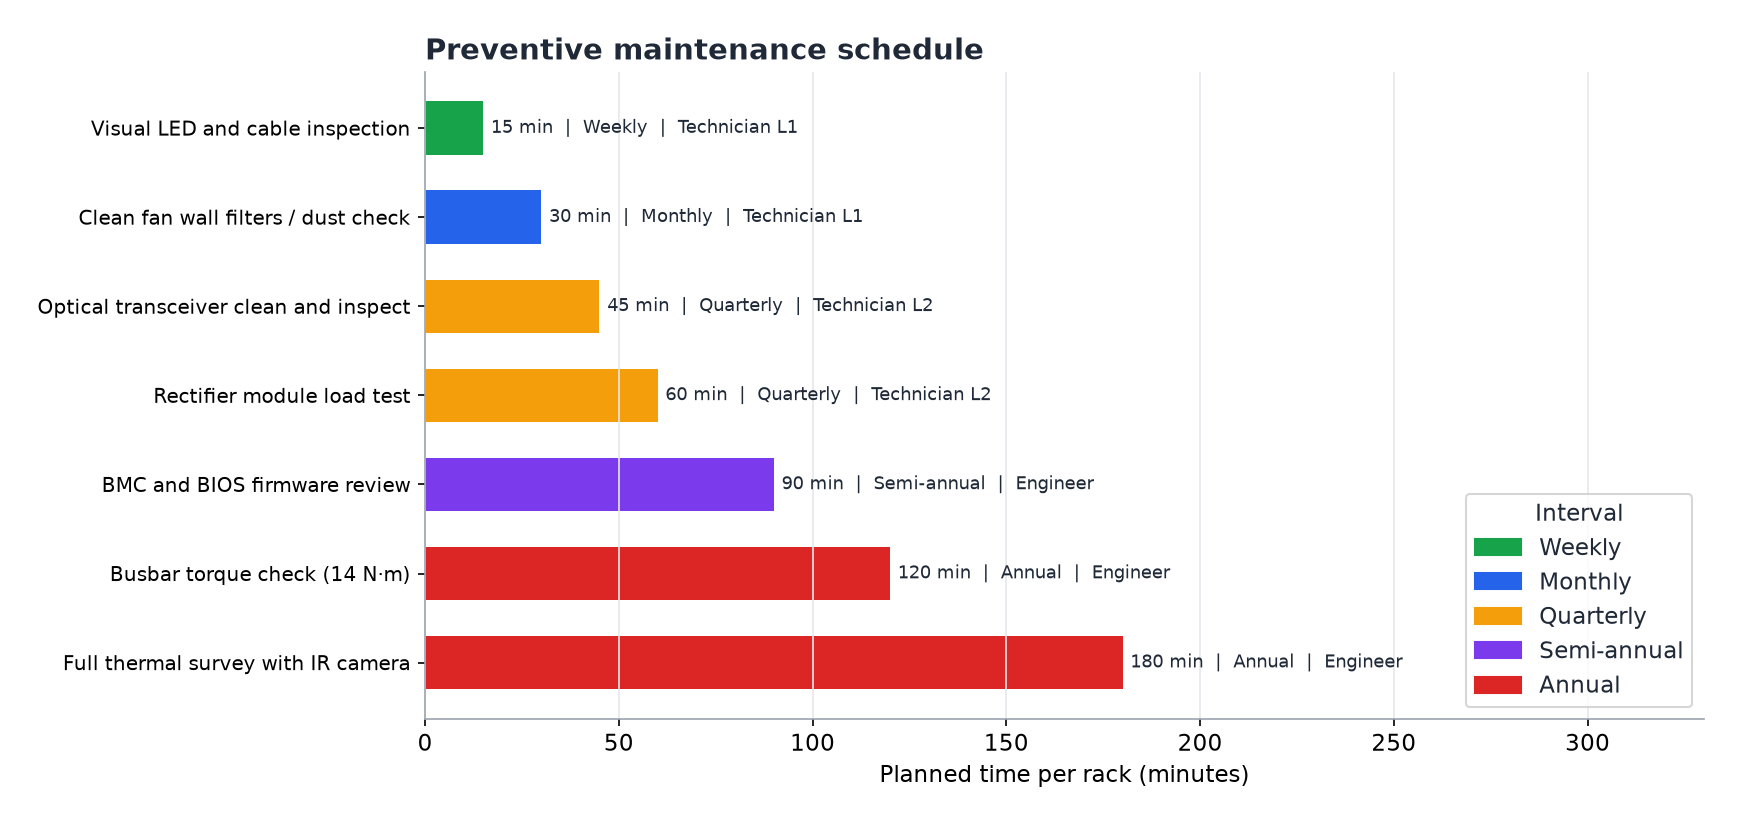 Preventive maintenance schedule
Visual LED and cable inspection
15 min | Weekly | Technician L1
Clean fan wall filters / dust check
30 min | Monthly | Technician L1
Optical transceiver clean and inspect
45 min | Quarterly | Technician L2
Rectifier module load test
60 min | Quarterly | Technician L2
BMC and BIOS firmware review
90 min | Semi-annual | Engineer
Busbar torque check (14 N·m)
120 min | Annual | Engineer
Full thermal survey with IR camera
180 min | Annual | Engineer
Interval
Weekly
Monthly
Quarterly
Semi-annual
Annual
0 50 100 150 200 250 300
Planned time per rack (minutes)